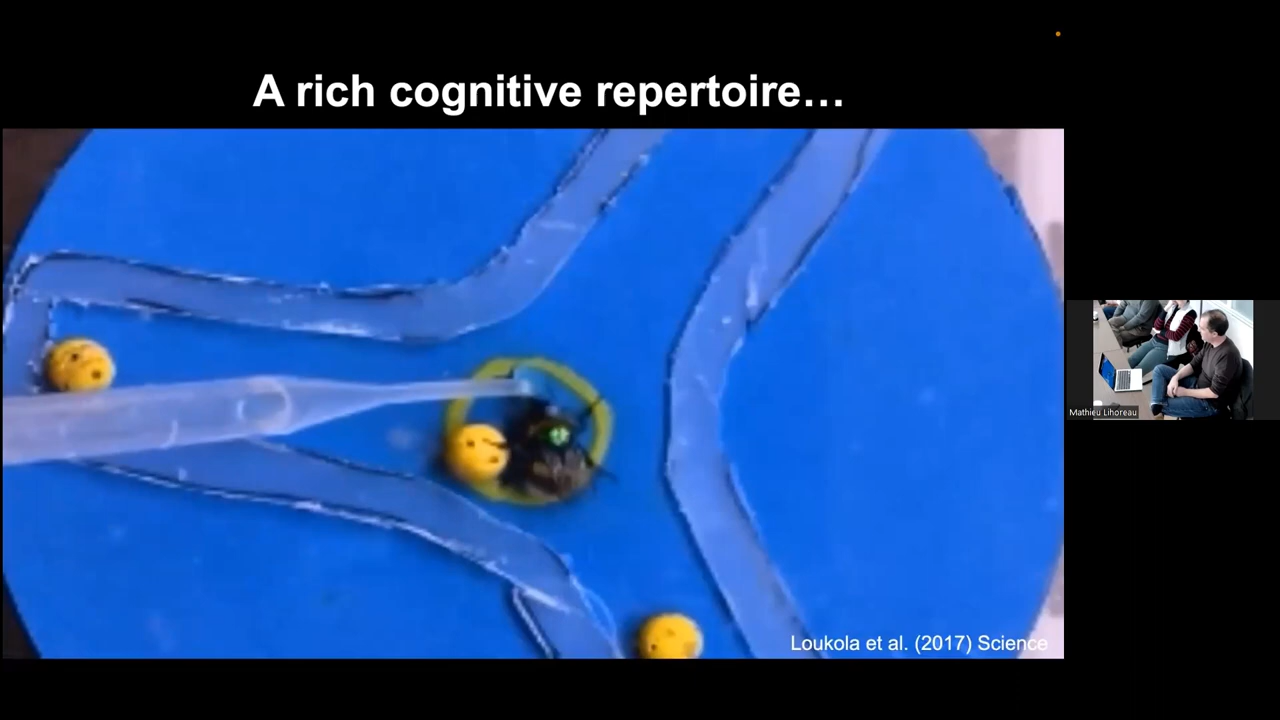 A rich cognitive repertoire…
Mathieu Lihoreau
Loukola et al. (2017) Science